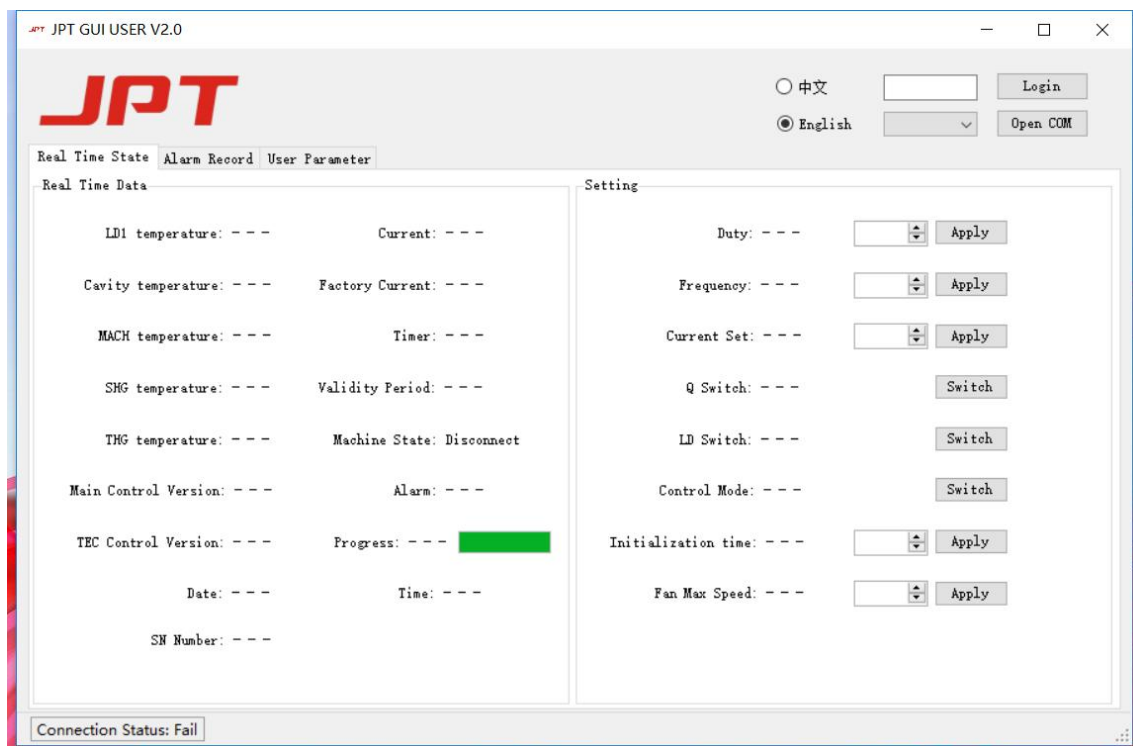 JPT JPT GUI USER V2.0
JPT
中文
Login
English
Open COM
Real Time State Alarm Record User Parameter
Real Time Data
Setting
LD1 temperature: - - - Current: - - -
Duty: - - - Apply
Cavity temperature: - - - Factory Current: - - -
Frequency: - - - Apply
MACH temperature: - - - Timer: - - -
Current Set: - - - Apply
SHG temperature: - - - Validity Period: - - -
Q Switch: - - - Switch
THG temperature: - - - Machine State: Disconnect
LD Switch: - - - Switch
Main Control Version: - - - Alarm: - - -
Control Mode: - - - Switch
TEC Control Version: - - - Progress: - - -
Initialization time: - - - Apply
Date: - - - Time: - - -
Fan Max Speed: - - - Apply
SN Number: - - -
Connection Status: Fail